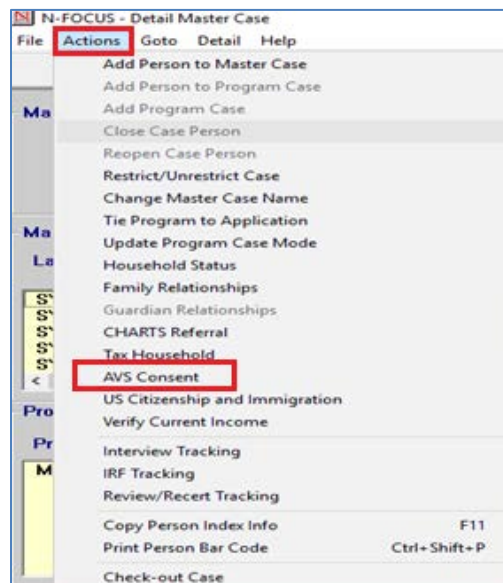 N-FOCUS - Detail Master Case
File Actions Goto Detail Help
Add Person to Master Case
Add Person to Program Case
Ma
Add Program Case
Close Case Person
Reopen Case Person
Restrict/Unrestrict Case
Change Master Case Name
Tie Program to Application
Ma
Update Program Case Mode
La
Household Status
Family Relationships
Guardian Relationships
CHARTS Referral
Tax Household
AVS Consent
<
US Citizenship and Immigration
Pro
Verify Current Income
Pr
Interview Tracking
M
IRF Tracking
Review/Recert Tracking
Copy Person Index Info F11
Print Person Bar Code Ctrl+Shift+P
Check-out Case